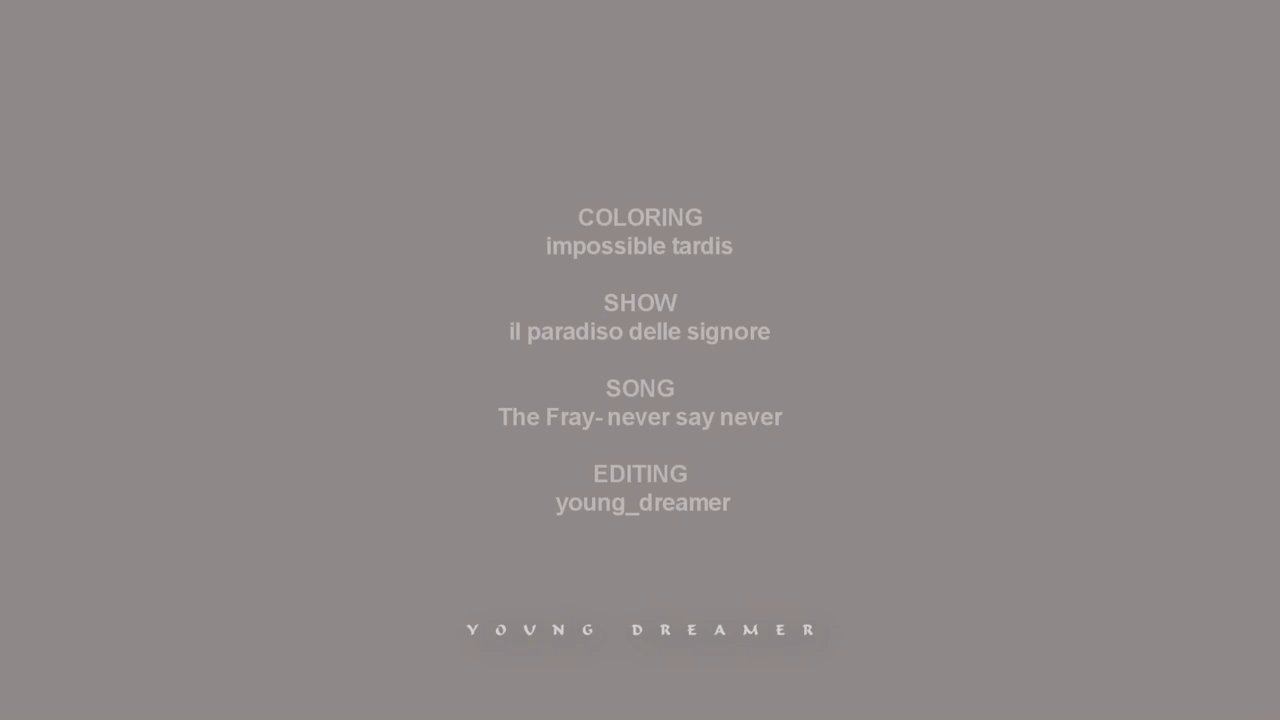 COLORING
impossible tardis
SHOW
il paradiso delle signore
SONG
The Fray- never say never
EDITING
young_dreamer
YOUNG DREAMER